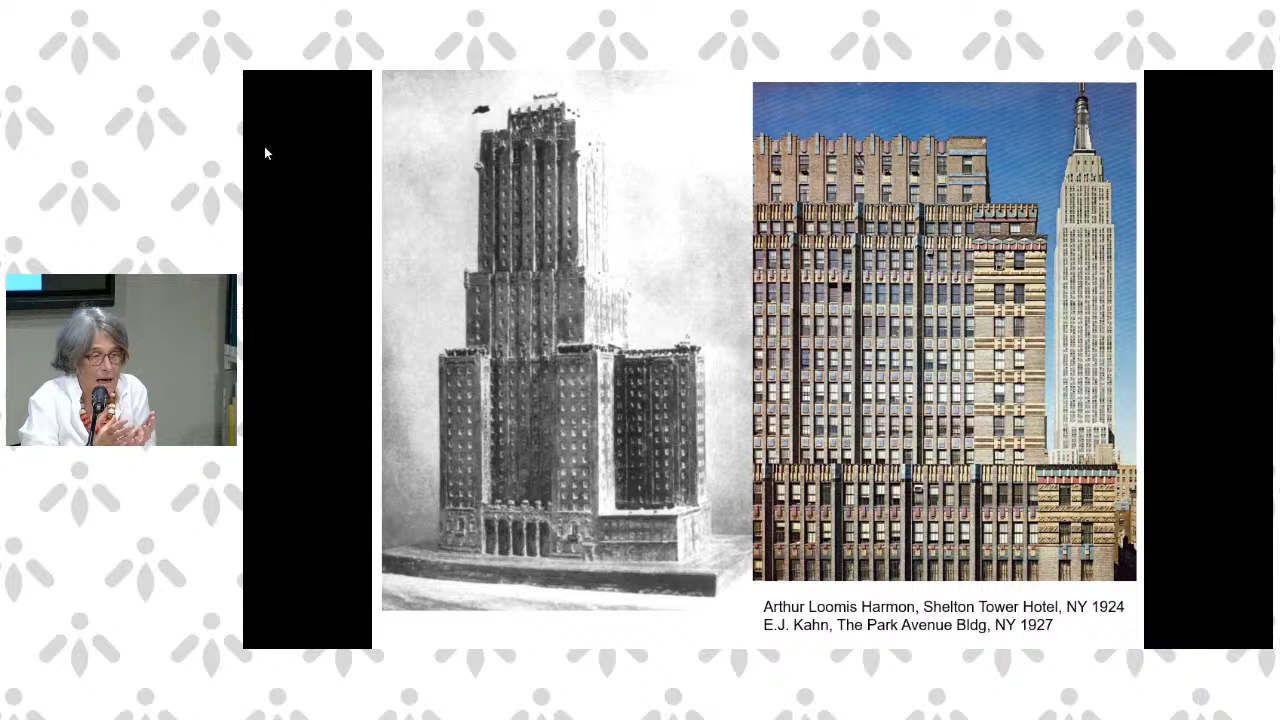 Arthur Loomis Harmon, Shelton Tower Hotel, NY 1924
E.J. Kahn, The Park Avenue Bldg, NY 1927